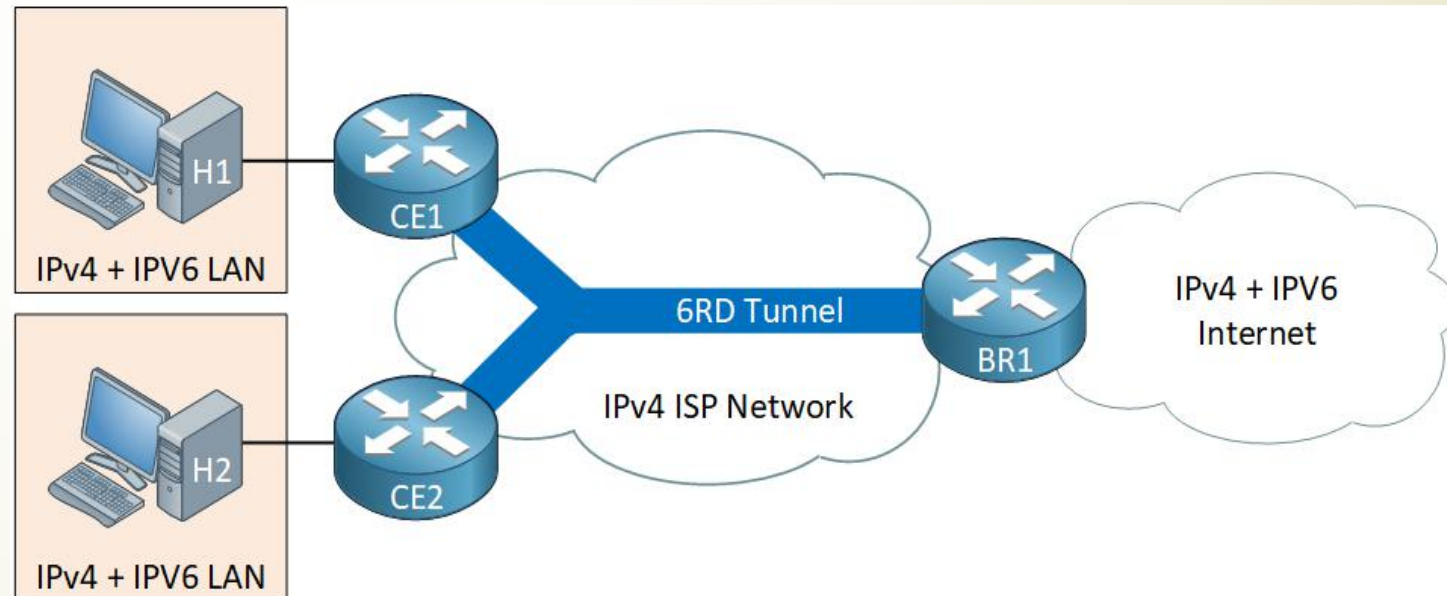 H1
CE1
IPv4 + IPV6 LAN
6RD Tunnel
BR1
IPv4 + IPV6
Internet
IPv4 ISP Network
H2
CE2
IPv4 + IPV6 LAN